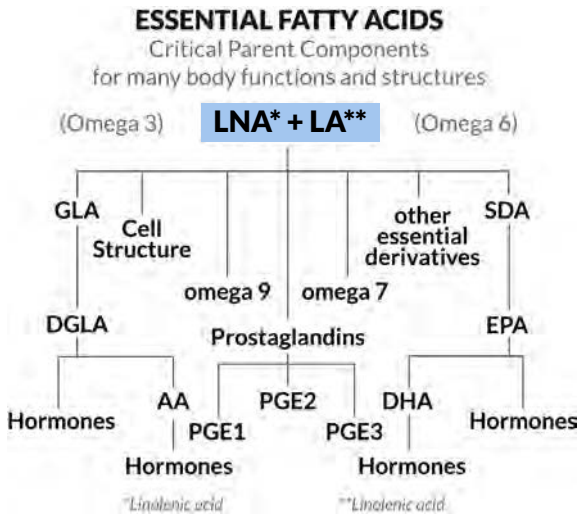 ESSENTIAL FATTY ACIDS
Critical Parent Components
for many body functions and structures
(Omega 3) LNA* + LA** (Omega 6)
GLA
Cell
Structure
omega 9
omega 7
other
essential
derivatives
SDA
DGLA
Prostaglandins
EPA
Hormones
AA
Hormones
PGE1
PGE2
PGE3
DHA
Hormones
Hormones
*Linolenic acid
**Linolenic acid